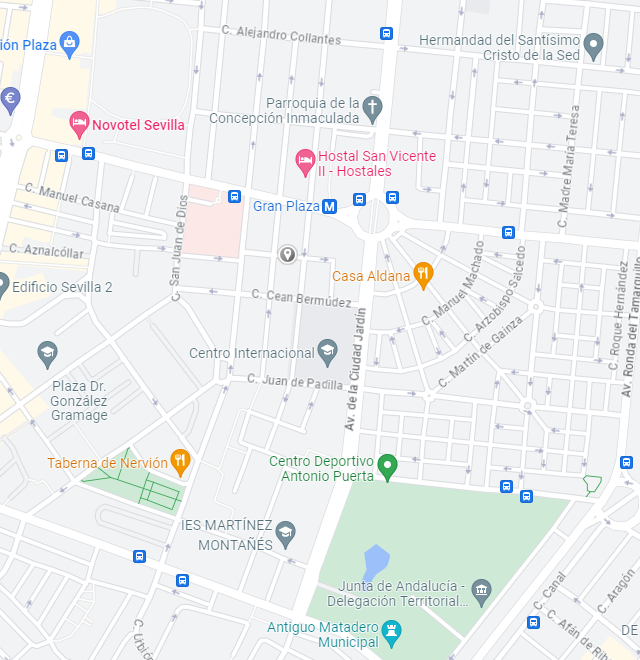 C. Alejandro Collantes
Hermandad del Santísimo
Cristo de la Sed
ión Plaza
€
Parroquia de la
Concepción Inmaculada
C. Madre María Teresa
Novotel Sevilla
Hostal San Vicente
II - Hostales
C. Manuel Casana
C. San Juan de Dios
Gran Plaza M
C. Aznalcóllar
Casa Aldana
C. Manuel Machado
C. Arzobispo Salcedo
C. Roque Hernández
Av. Ronda del Tamarguillo
Edificio Sevilla 2
C. Cean Bermúdez
Av. de la Ciudad Jardín
C. Martín de Gainza
Centro Internacional
C. Juan de Padilla
Plaza Dr.
González
Gramage
Taberna de Nervión
Centro Deportivo
Antonio Puerta
IES MARTÍNEZ
MONTAÑÉS
Junta de Andalucía -
Delegación Territorial...
C. Canal
C. Aragón
C. Afán de Rib
Antiguo Matadero
Municipal
C. Urbió
DE